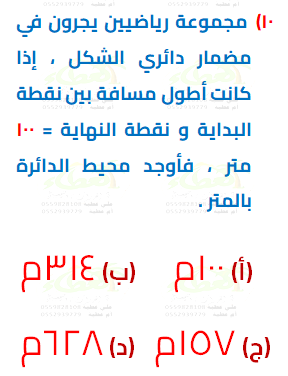 ١٠) مجموعة رياضيين يجرون في
مضمار دائري الشكل ، إذا
كانت أطول مسافة بين نقطة
البداية و نقطة النهاية = ١٠٠
متر ، فأوجد محيط الدائرة
بالمتر .
(أ) ١٠٠م (ب) ٣١٤م
(ج) ١٥٧م (د) ٦٢٨م